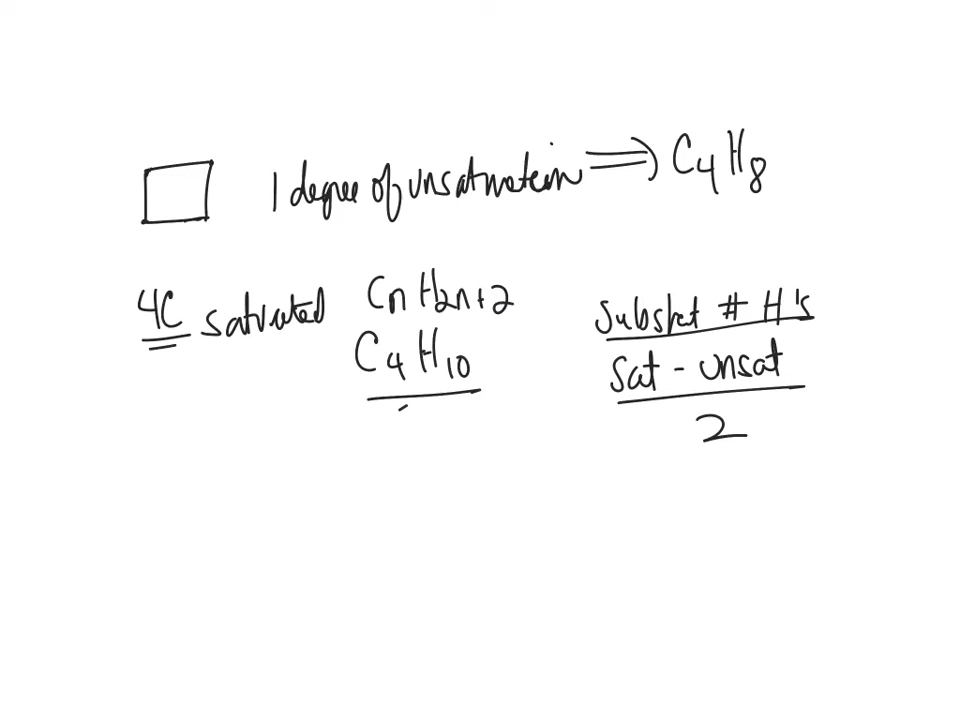 1 degree of unsaturation ⇒ C4H8
4C saturated CnH2n+2
C4H10
Subtract # H's
Sat - unsat
2